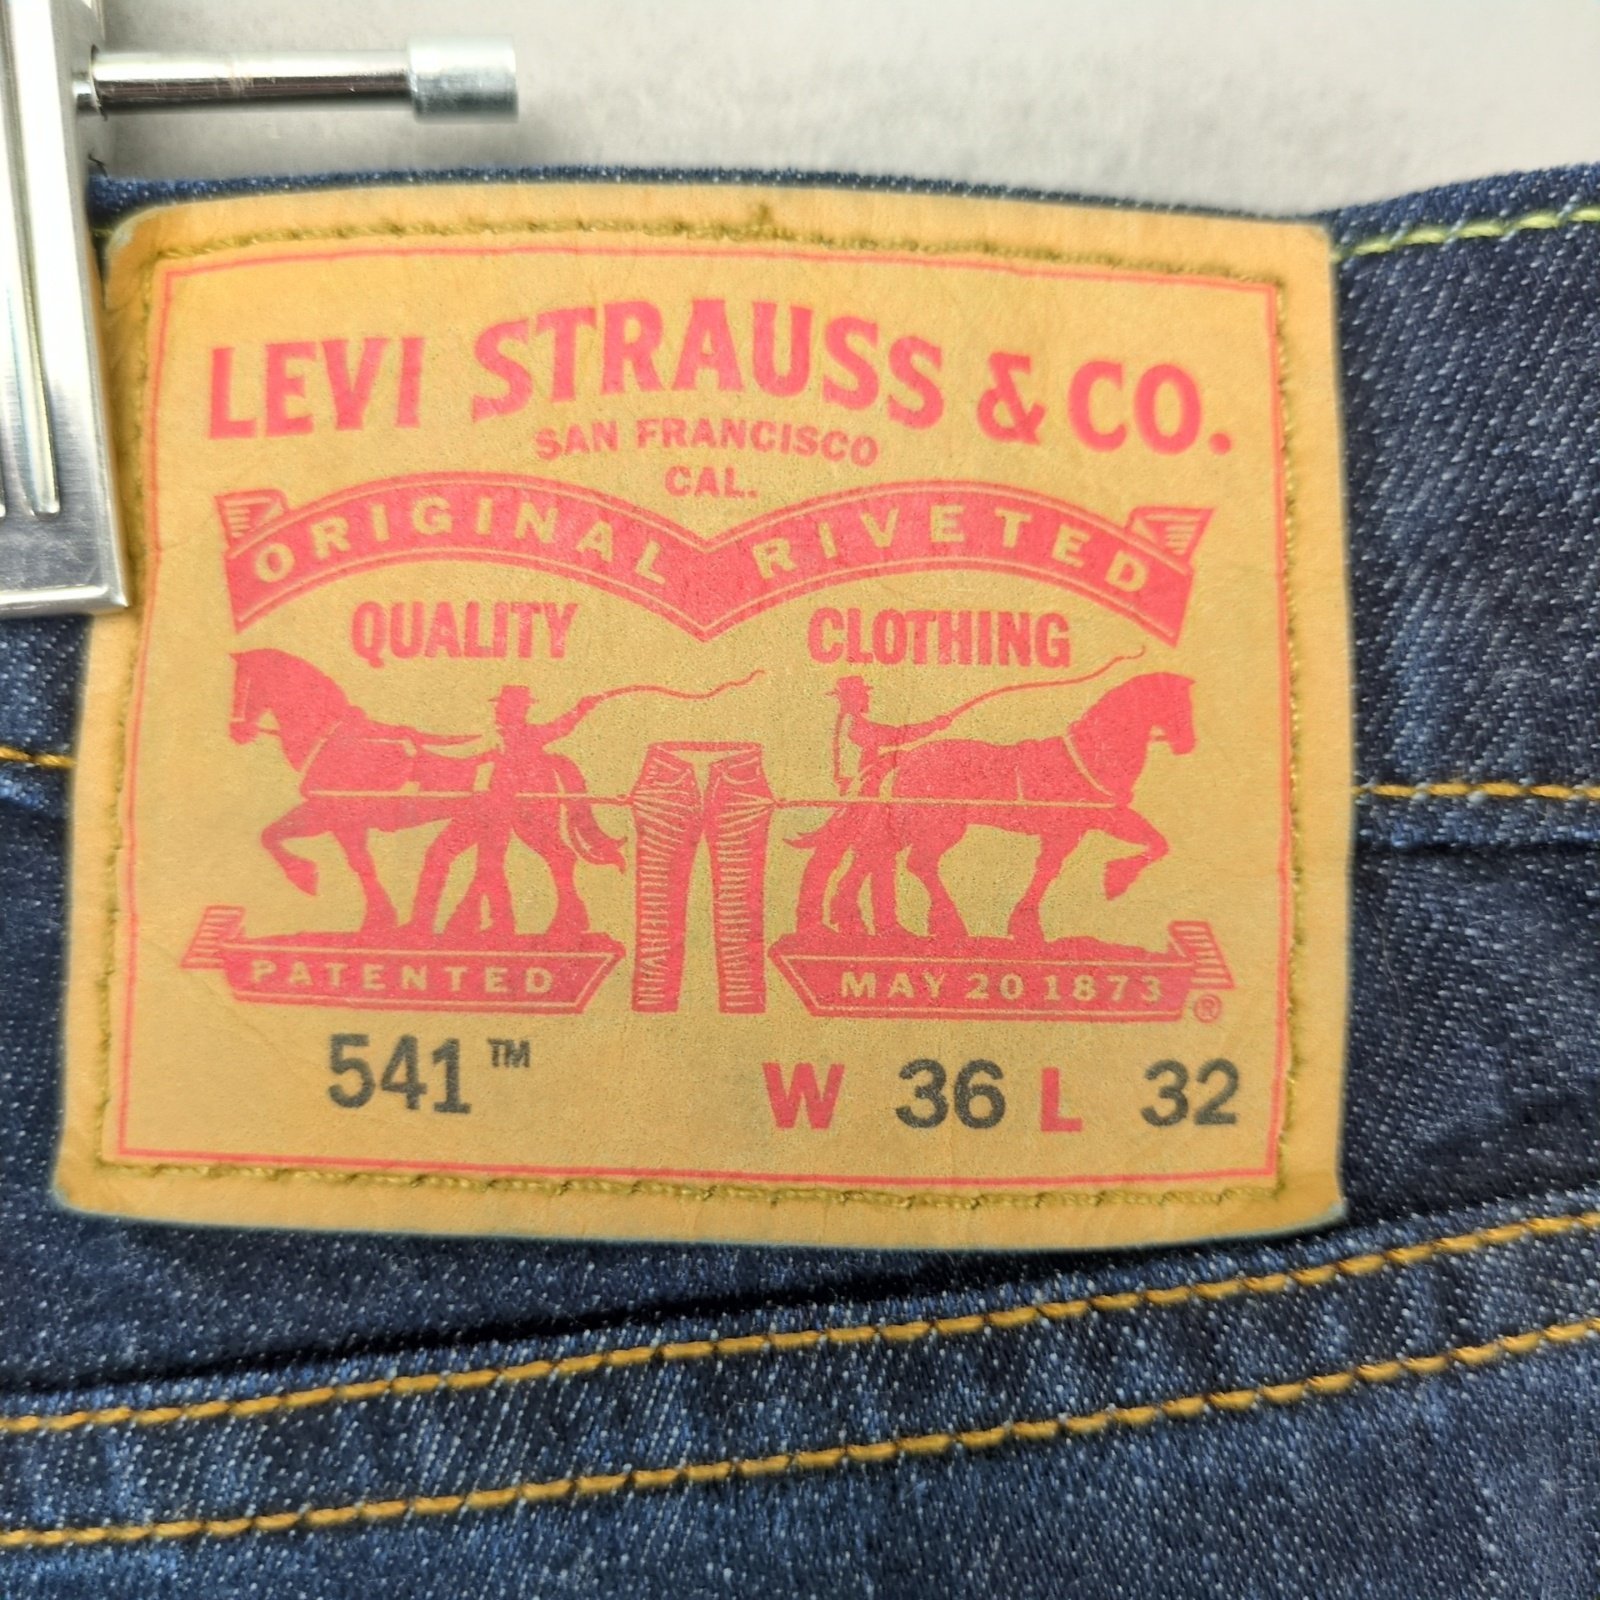 LEVI STRAUSS & CO.
SAN FRANCISCO
CAL.
ORIGINAL RIVETED
QUALITY CLOTHING
PATENTED MAY 20 1873 ®
541™ W 36 L 32